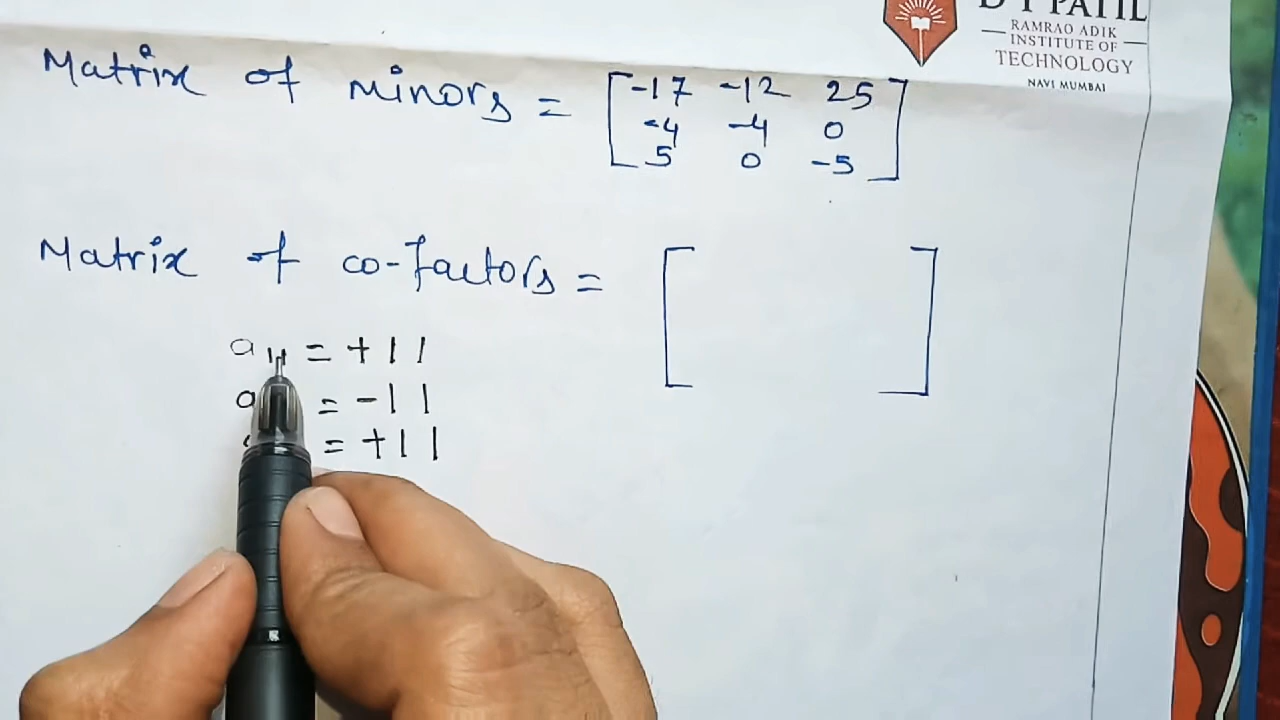 D Y PATIL
RAMRAO ADIK
INSTITUTE OF
TECHNOLOGY
NAVI MUMBAI
Matrix of minors = [-17 -12 25
-4 -4 0
5 0 -5]
Matrix of co-factors = [ ]
a11 = +11
a = -11
= +11